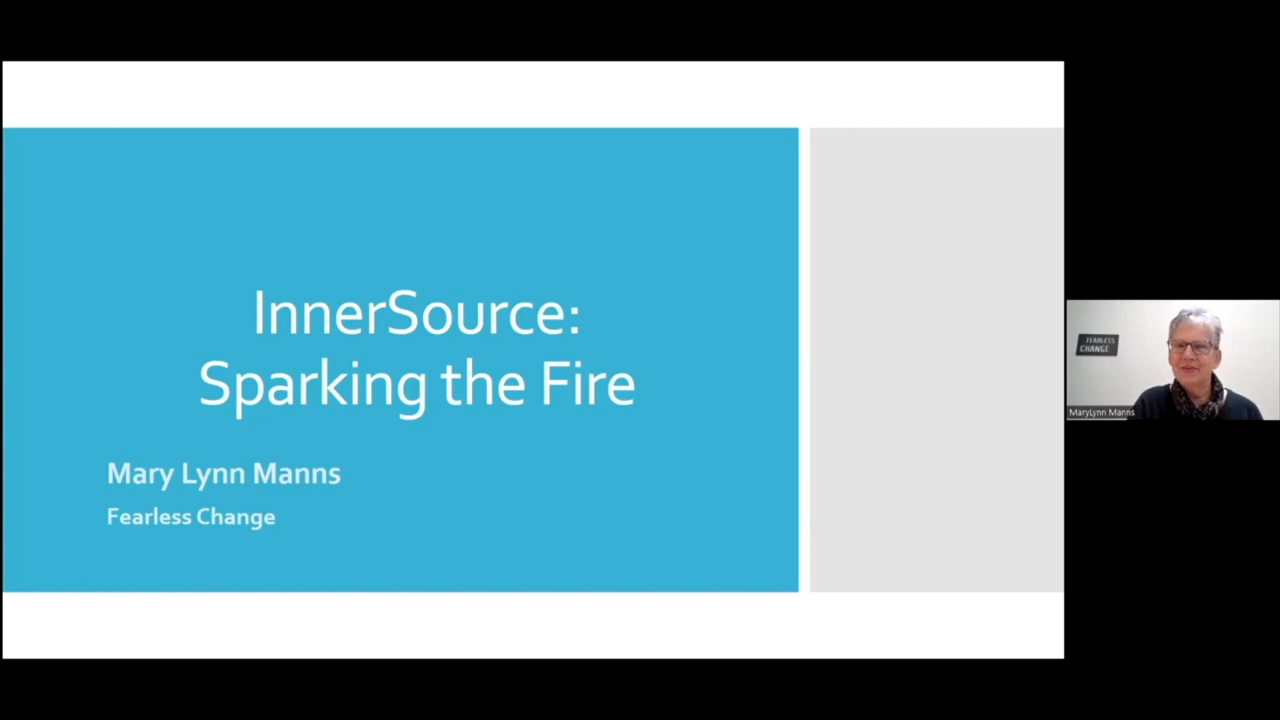 InnerSource:
Sparking the Fire
Mary Lynn Manns
Fearless Change
FEARLESS
CHANGE
MaryLynn Manns